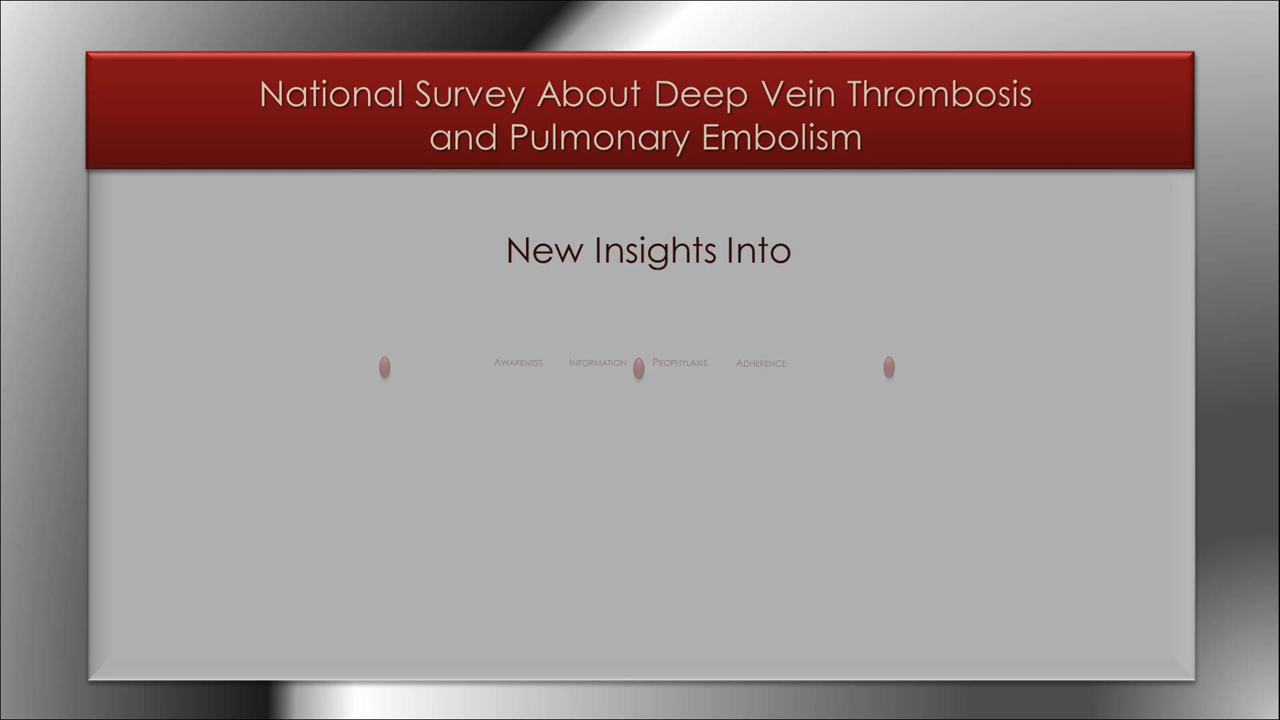 National Survey About Deep Vein Thrombosis
and Pulmonary Embolism
New Insights Into
Awareness Information Prophylaxis Adherence